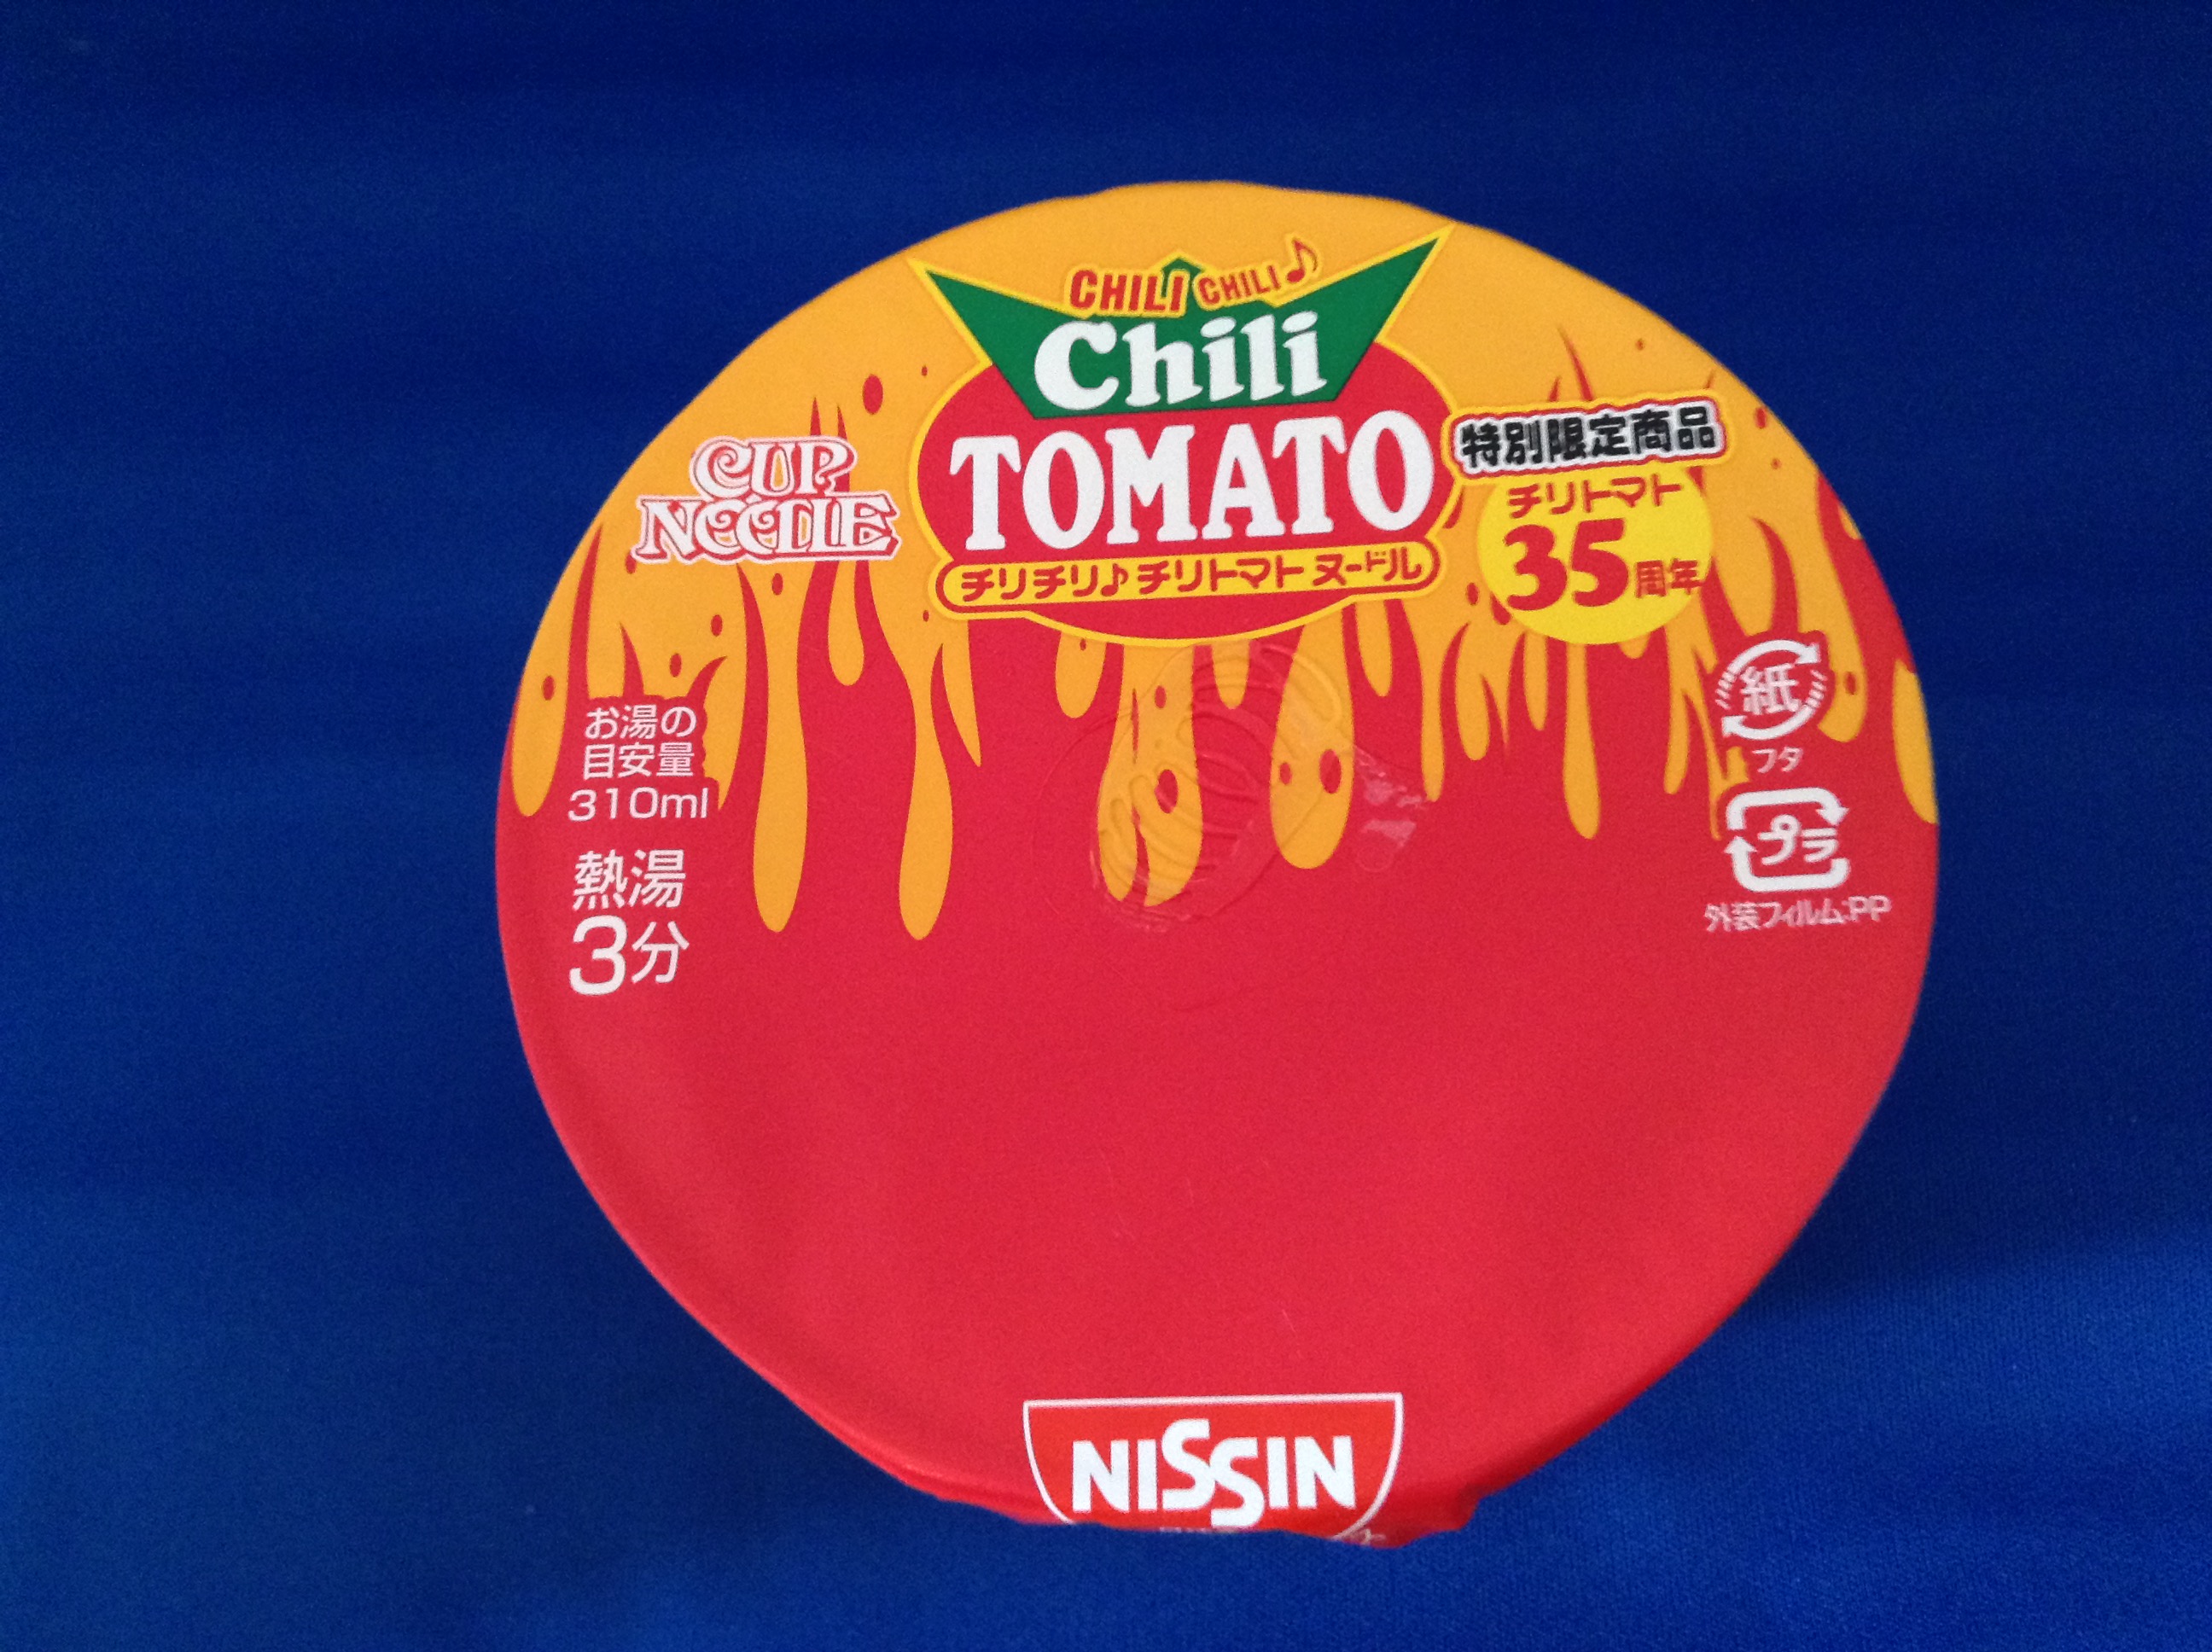 CHILI CHILI♪
Chili
TOMATO
チリチリ♪チリトマト ヌードル
CUP
NOODLE
特別限定商品
チリトマト
35周年
お湯の
目安量
310ml
熱湯
3分
紙
フタ
プラ
外装フィルム:PP
NISSIN